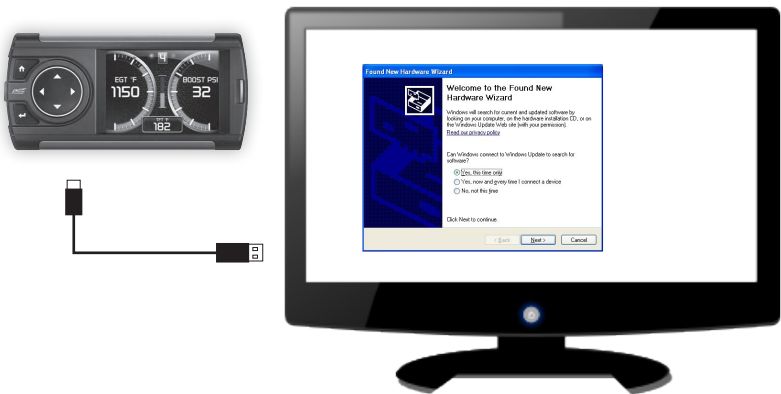 4
EGT °F
1150
BOOST PSI
32
182
Found New Hardware Wizard
Welcome to the Found New
Hardware Wizard
Windows will search for current and updated software by
looking on your computer, on the hardware installation CD, or on
the Windows Update Web site (with your permission).
Read our privacy policy
Can Windows connect to Windows Update to search for
software?
Yes, this time only
Yes, now and every time I connect a device
No, not this time
Click Next to continue.
< Back
Next >
Cancel